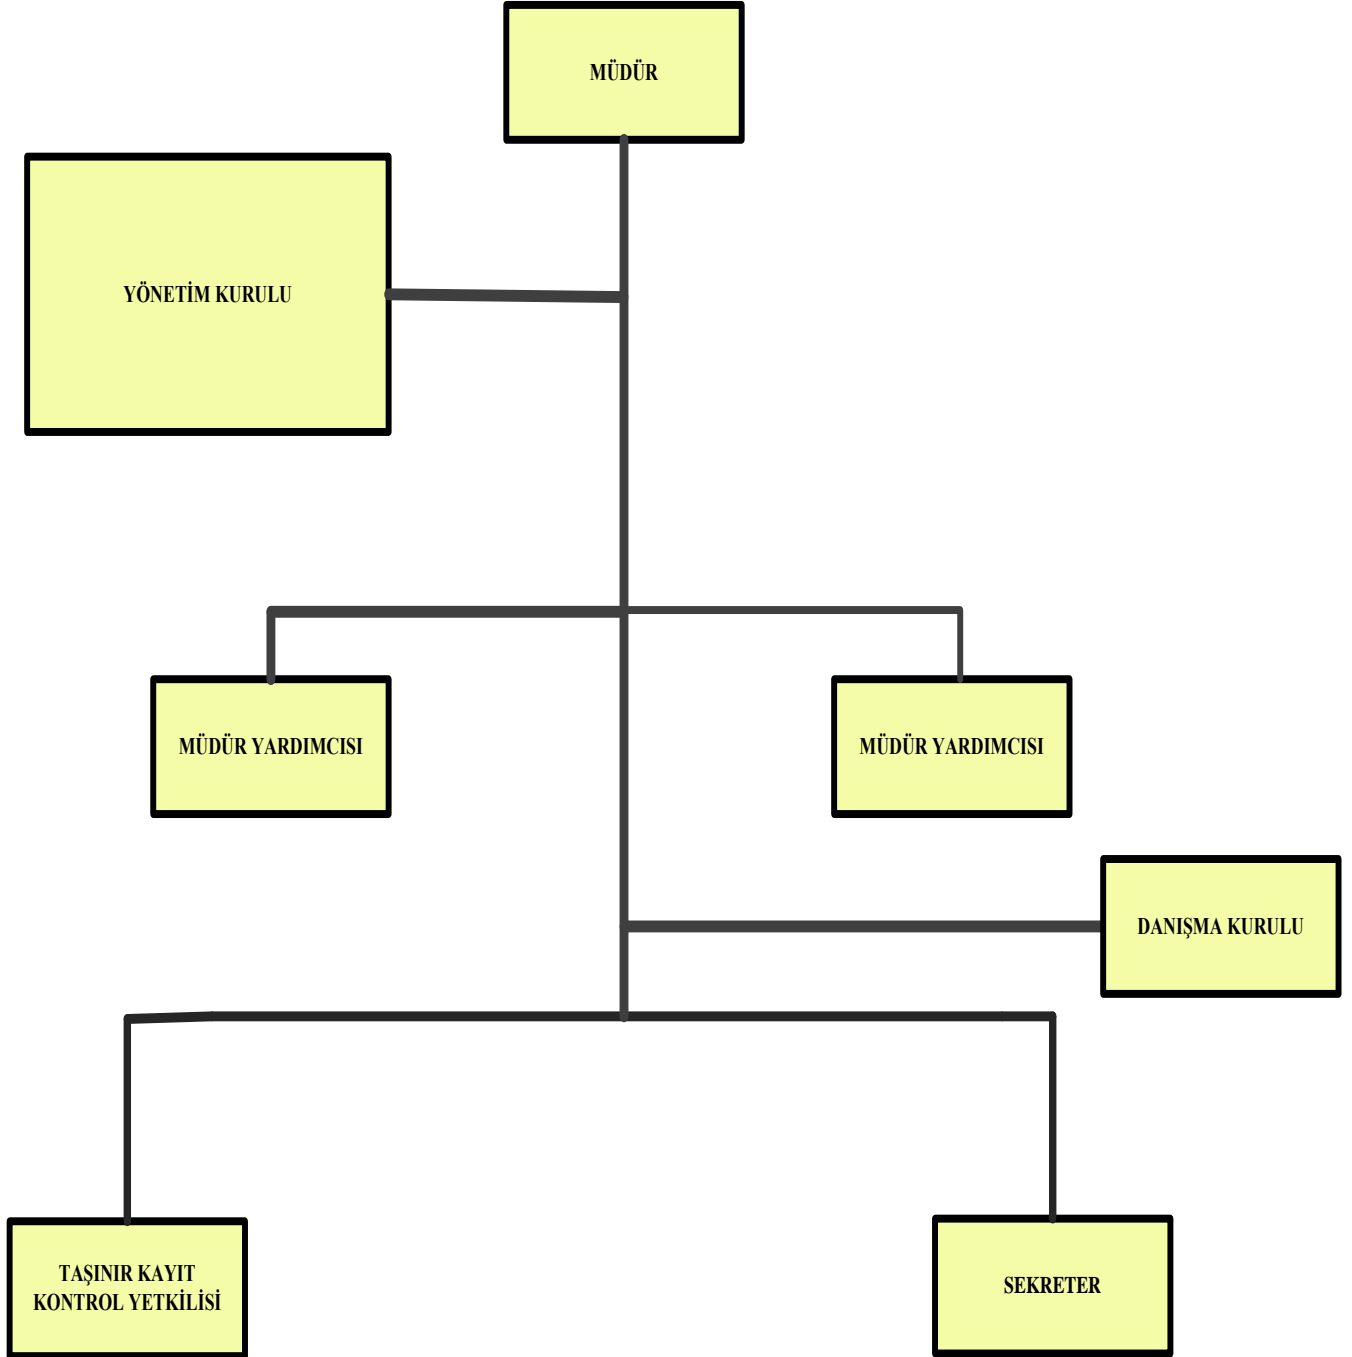 MÜDÜR
YÖNETİM KURULU
MÜDÜR YARDIMCISI
MÜDÜR YARDIMCISI
DANIŞMA KURULU
TAŞINIR KAYIT
KONTROL YETKİLİSİ
SEKRETER